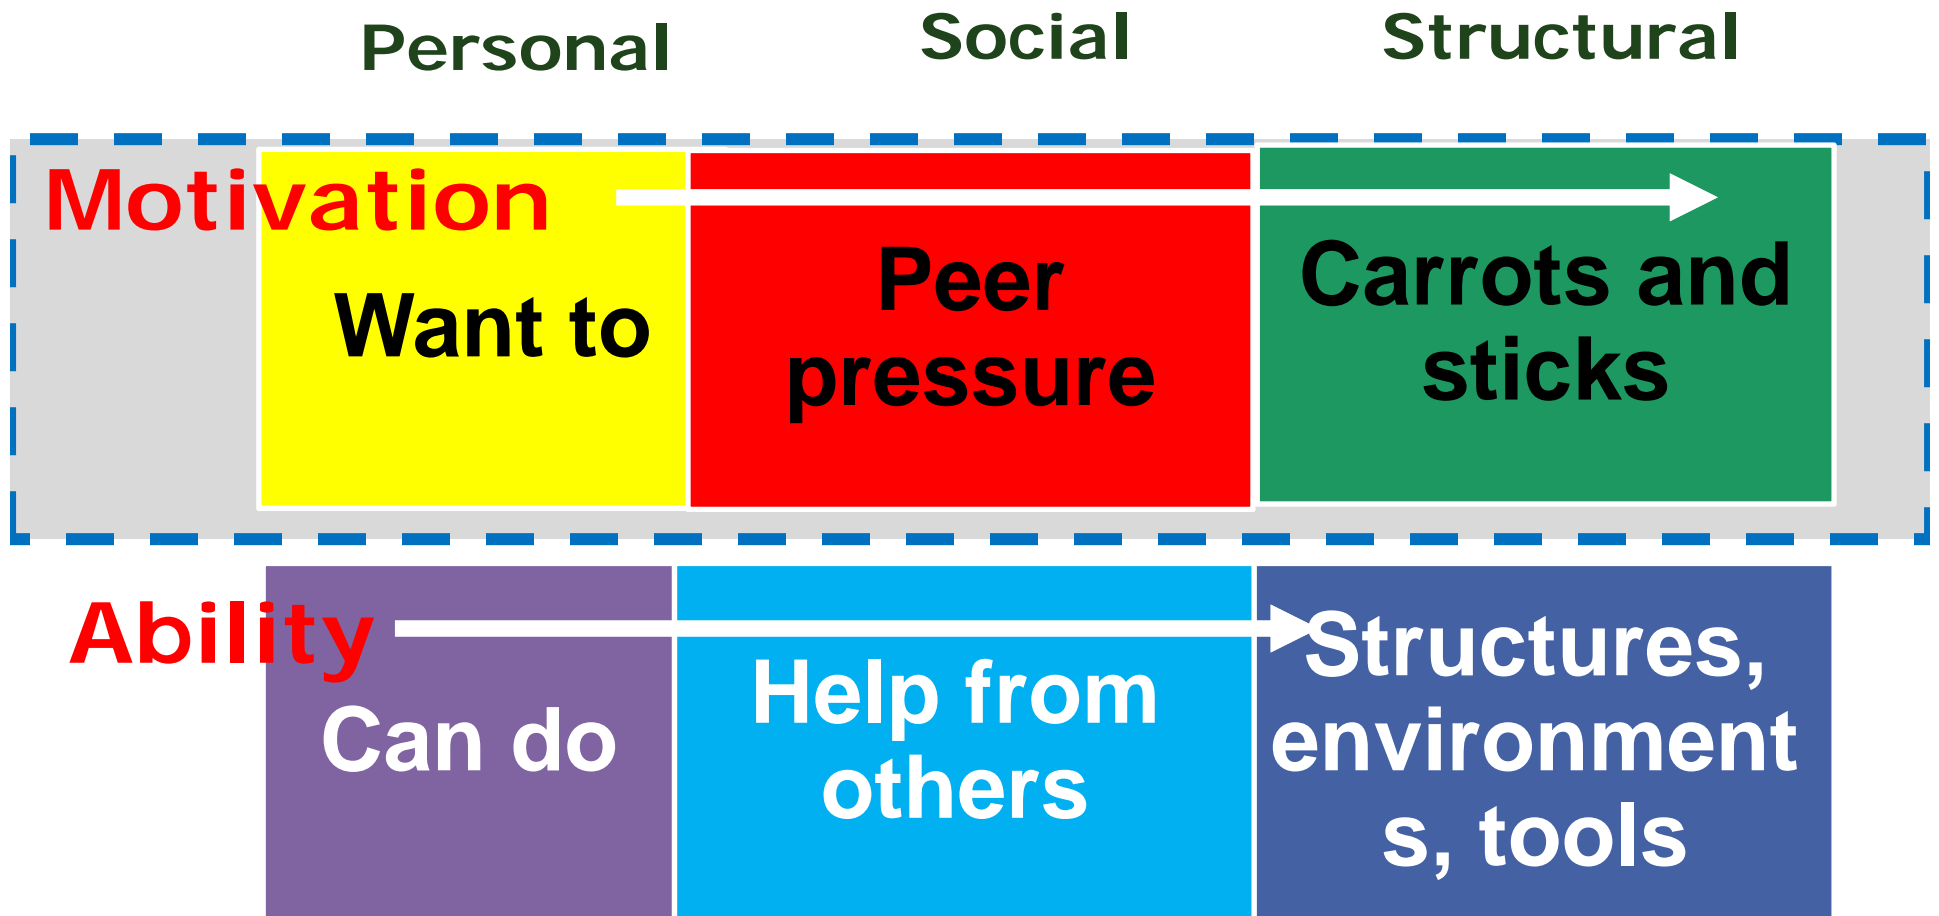 Personal
Social
Structural
Motivation
Want to
Peer
pressure
Carrots and
sticks
Ability
Can do
Help from
others
Structures,
environment
s, tools